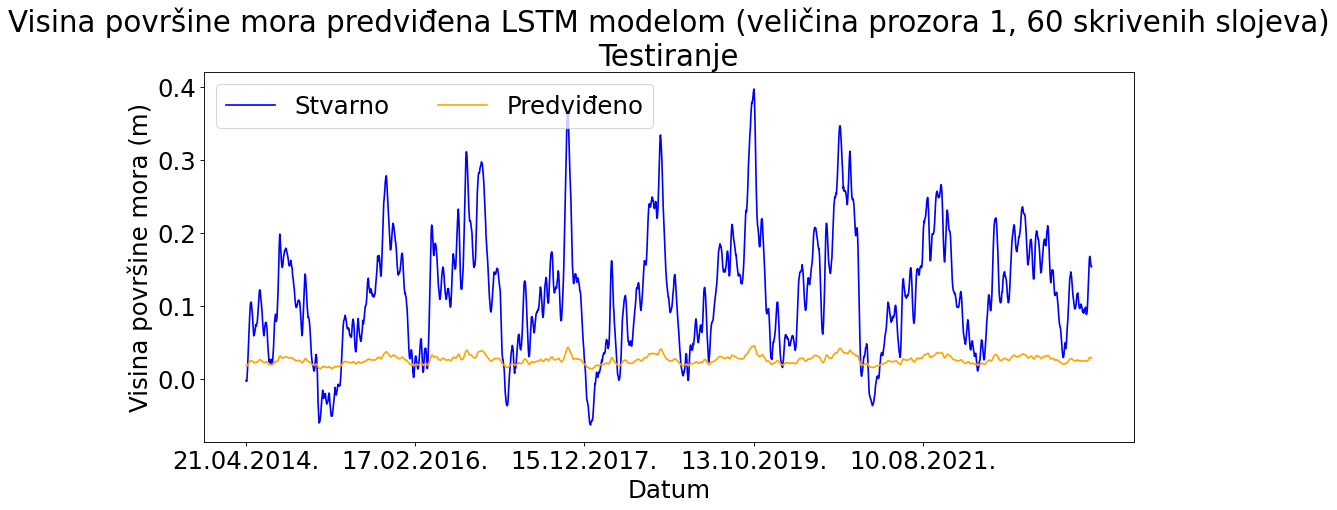 Visina površine mora predviđena LSTM modelom (veličina prozora 1, 60 skrivenih slojeva)
Testiranje
Stvarno Predviđeno
Visina površine mora (m)
0.4
0.3
0.2
0.1
0.0
21.04.2014. 17.02.2016. 15.12.2017. 13.10.2019. 10.08.2021.
Datum